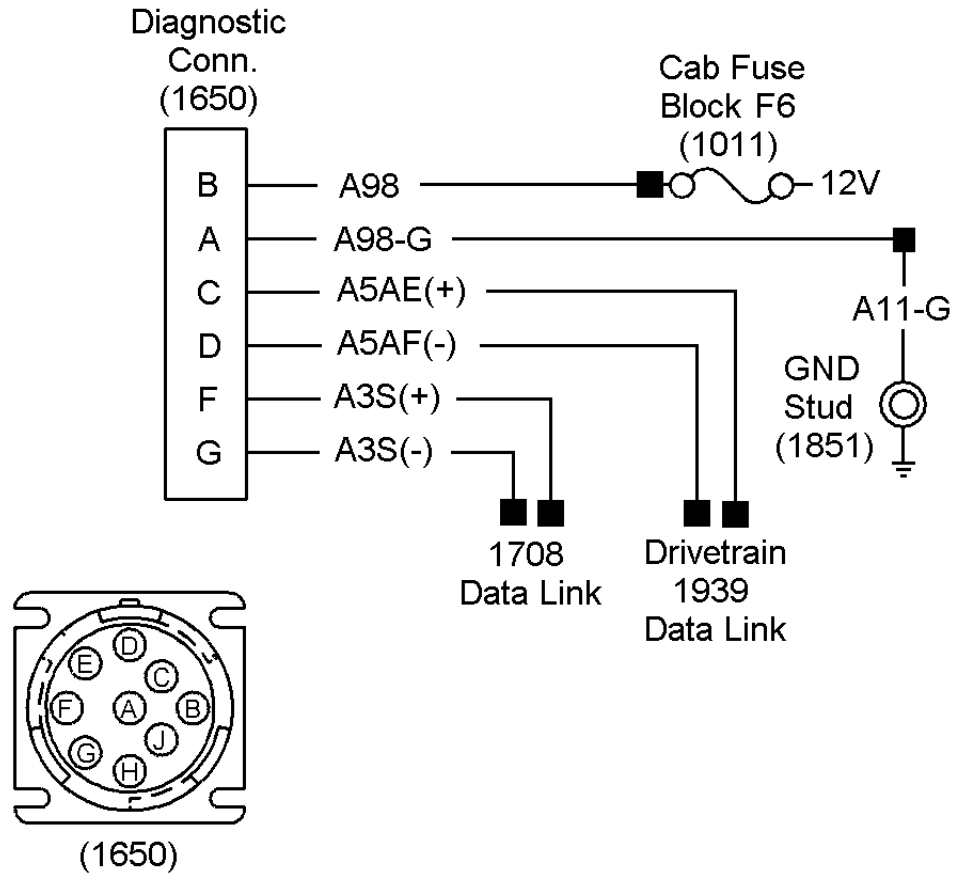 Diagnostic
Conn.
(1650)
Cab Fuse
Block F6
(1011)
B A98 12V
A A98-G
C A5AE(+)
A11-G
D A5AF(-)
GND
Stud
(1851)
F A3S(+)
G A3S(-)
1708
Data Link
Drivetrain
1939
Data Link
D
E
C
F
A
B
G
J
H
(1650)